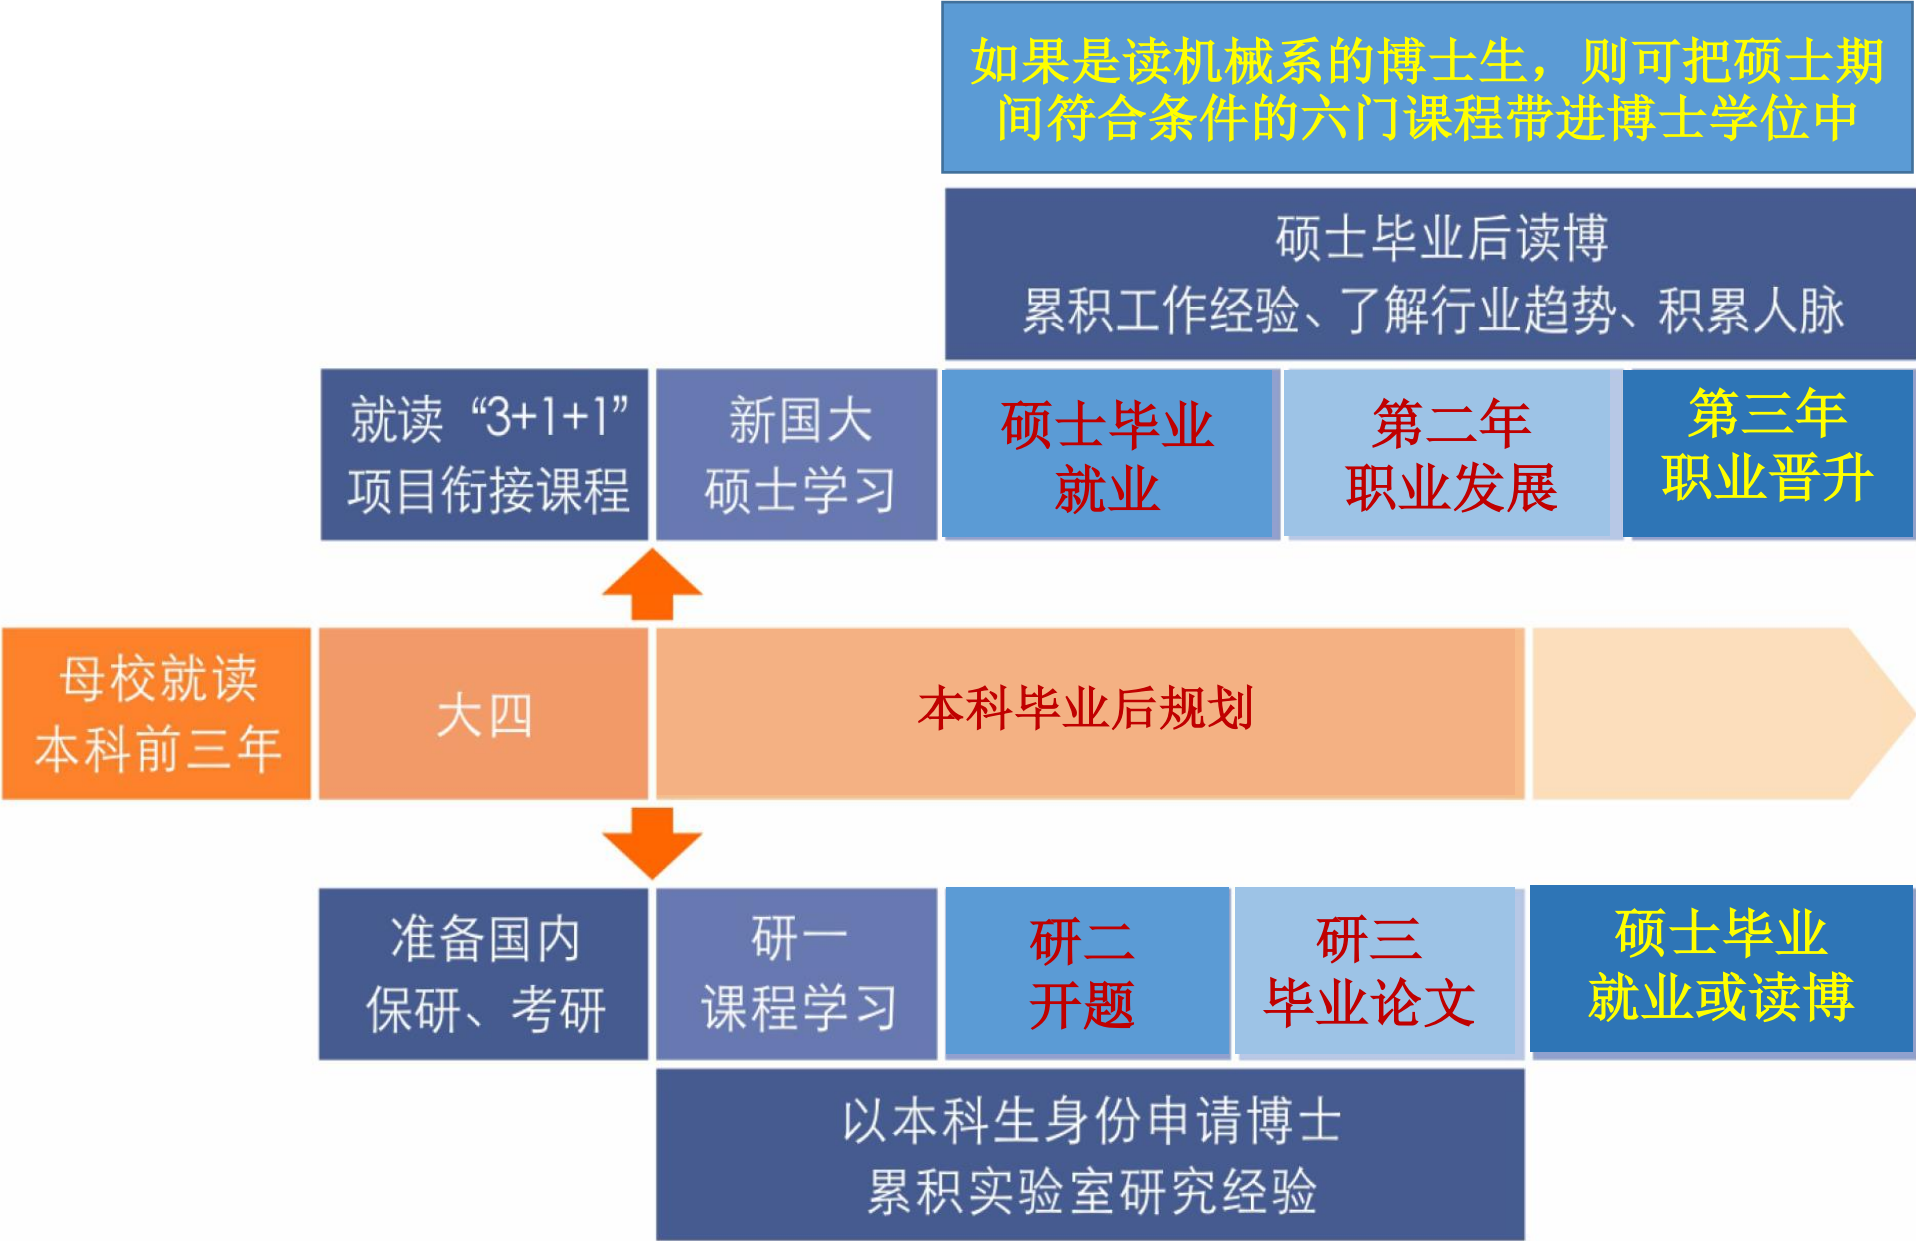 如果是读机械系的博士生，则可把硕士期
间符合条件的六门课程带进博士学位中
硕士毕业后读博
累积工作经验、了解行业趋势、积累人脉
就读“3+1+1”
项目衔接课程
新国大
硕士学习
硕士毕业
就业
第二年
职业发展
第三年
职业晋升
母校就读
本科前三年
大四
本科毕业后规划
准备国内
保研、考研
研一
课程学习
研二
开题
研三
毕业论文
硕士毕业
就业或读博
以本科生身份申请博士
累积实验室研究经验